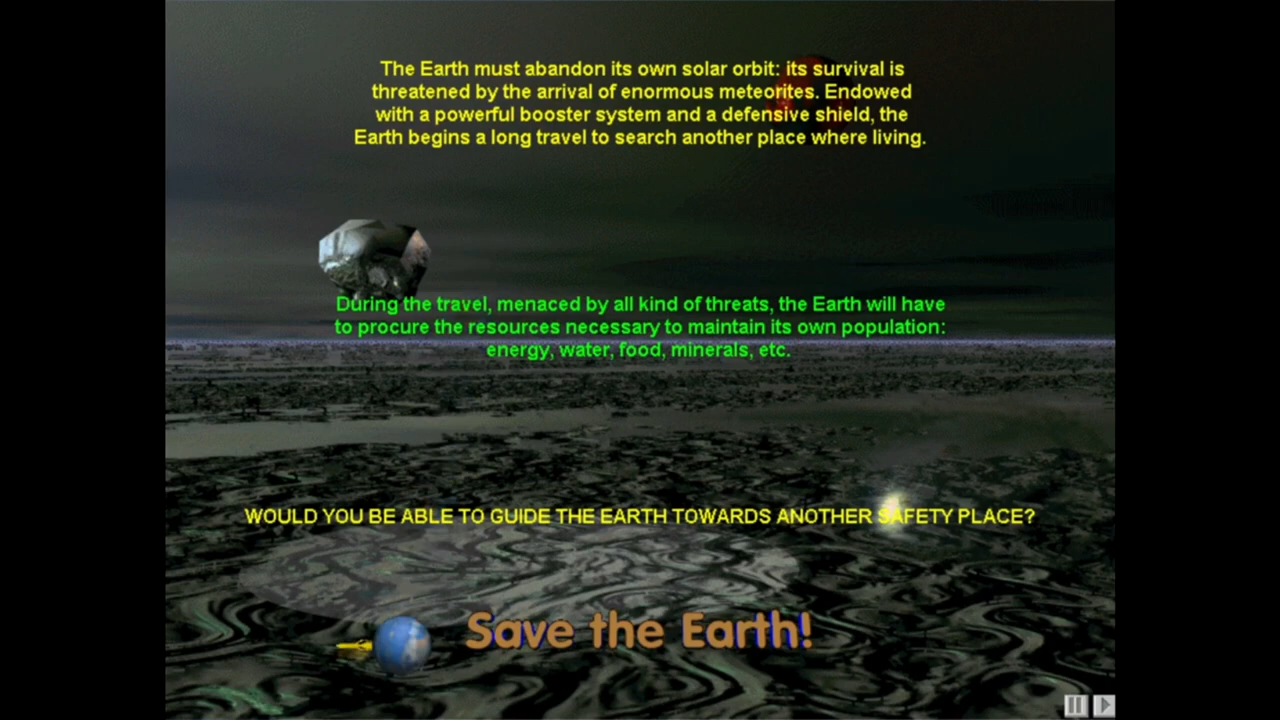 The Earth must abandon its own solar orbit: its survival is
threatened by the arrival of enormous meteorites. Endowed
with a powerful booster system and a defensive shield, the
Earth begins a long travel to search another place where living.
During the travel, menaced by all kind of threats, the Earth will have
to procure the resources necessary to maintain its own population:
energy, water, food, minerals, etc.
WOULD YOU BE ABLE TO GUIDE THE EARTH TOWARDS ANOTHER SAFETY PLACE?
Save the Earth!